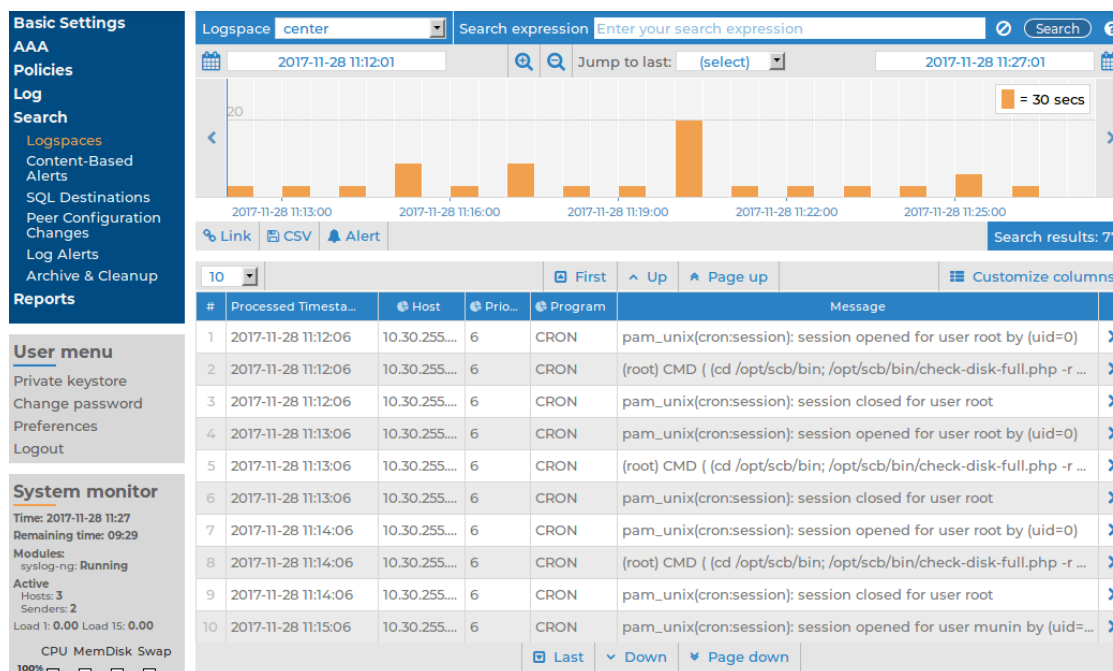 Basic Settings
AAA
Policies
Log
Search
Logspaces
Content-Based
Alerts
SQL Destinations
Peer Configuration
Changes
Log Alerts
Archive & Cleanup
Reports
User menu
Private keystore
Change password
Preferences
Logout
System monitor
Time: 2017-11-28 11:27
Remaining time: 09:29
Modules:
syslog-ng: Running
Active
Hosts: 3
Senders: 2
Load 1: 0.00 Load 15: 0.00
CPU Mem Disk Swap
100%
Logspace center Search expression Enter your search expression Search
2017-11-28 11:12:01 Jump to last: (select) 2017-11-28 11:27:01
= 30 secs
20
2017-11-28 11:13:00 2017-11-28 11:16:00 2017-11-28 11:19:00 2017-11-28 11:22:00 2017-11-28 11:25:00
Link CSV Alert Search results: 7
10 First Up Page up Customize columns
# Processed Timesta... Host Prio... Program Message
1 2017-11-28 11:12:06 10.30.255.... 6 CRON pam_unix(cron:session): session opened for user root by (uid=0)
2 2017-11-28 11:12:06 10.30.255.... 6 CRON (root) CMD ( (cd /opt/scb/bin; /opt/scb/bin/check-disk-full.php -r ...
3 2017-11-28 11:12:06 10.30.255.... 6 CRON pam_unix(cron:session): session closed for user root
4 2017-11-28 11:13:06 10.30.255.... 6 CRON pam_unix(cron:session): session opened for user root by (uid=0)
5 2017-11-28 11:13:06 10.30.255.... 6 CRON (root) CMD ( (cd /opt/scb/bin; /opt/scb/bin/check-disk-full.php -r ...
6 2017-11-28 11:13:06 10.30.255.... 6 CRON pam_unix(cron:session): session closed for user root
7 2017-11-28 11:14:06 10.30.255.... 6 CRON pam_unix(cron:session): session opened for user root by (uid=0)
8 2017-11-28 11:14:06 10.30.255.... 6 CRON (root) CMD ( (cd /opt/scb/bin; /opt/scb/bin/check-disk-full.php -r ...
9 2017-11-28 11:14:06 10.30.255.... 6 CRON pam_unix(cron:session): session closed for user root
10 2017-11-28 11:15:06 10.30.255.... 6 CRON pam_unix(cron:session): session opened for user munin by (uid=...
Last Down Page down